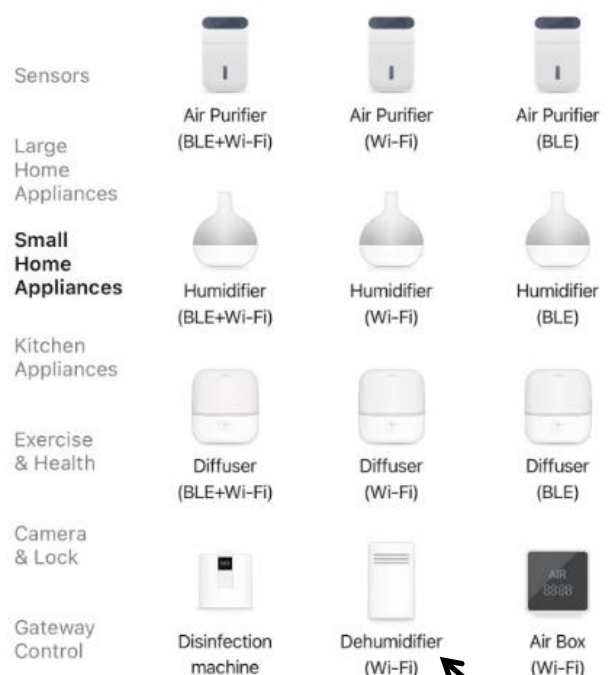 Sensors
Large
Home
Appliances
Small
Home
Appliances
Kitchen
Appliances
Exercise
& Health
Camera
& Lock
Gateway
Control
Air Purifier
(BLE+Wi-Fi)
Air Purifier
(Wi-Fi)
Air Purifier
(BLE)
Humidifier
(BLE+Wi-Fi)
Humidifier
(Wi-Fi)
Humidifier
(BLE)
Diffuser
(BLE+Wi-Fi)
Diffuser
(Wi-Fi)
Diffuser
(BLE)
Disinfection
machine
Dehumidifier
(Wi-Fi)
AIR
8888
Air Box
(Wi-Fi)